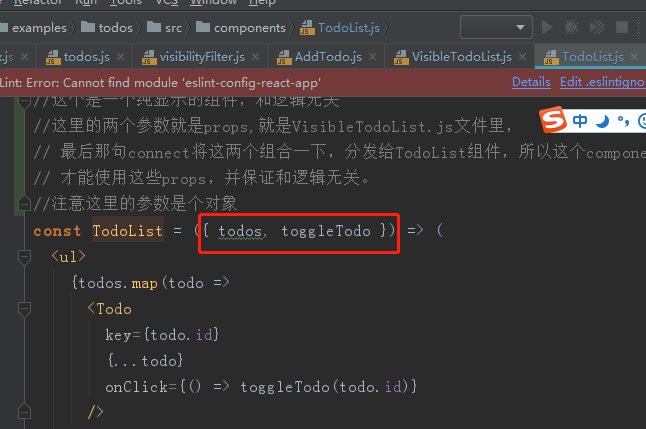 Refactor Run Tools VCS Window Help
examples todos src components TodoList.js
x.js todos.js visibilityFilter.js AddTodo.js VisibleTodoList.js TodoList.js
Lint: Error: Cannot find module 'eslint-config-react-app' Details Edit .eslintigno
//这个是一个纯显示的组件，和逻辑无关
//这里的两个参数就是props,就是VisibleTodoList.js文件里，
// 最后那句connect将这两个组合一下，分发给TodoList组件，所以这个compone
// 才能使用这些props，并保证和逻辑无关。
//注意这里的参数是个对象
const TodoList = ({ todos, toggleTodo }) => (
<ul>
{todos.map(todo =>
<Todo
key={todo.id}
{...todo}
onClick={() => toggleTodo(todo.id)}
/>
S 中